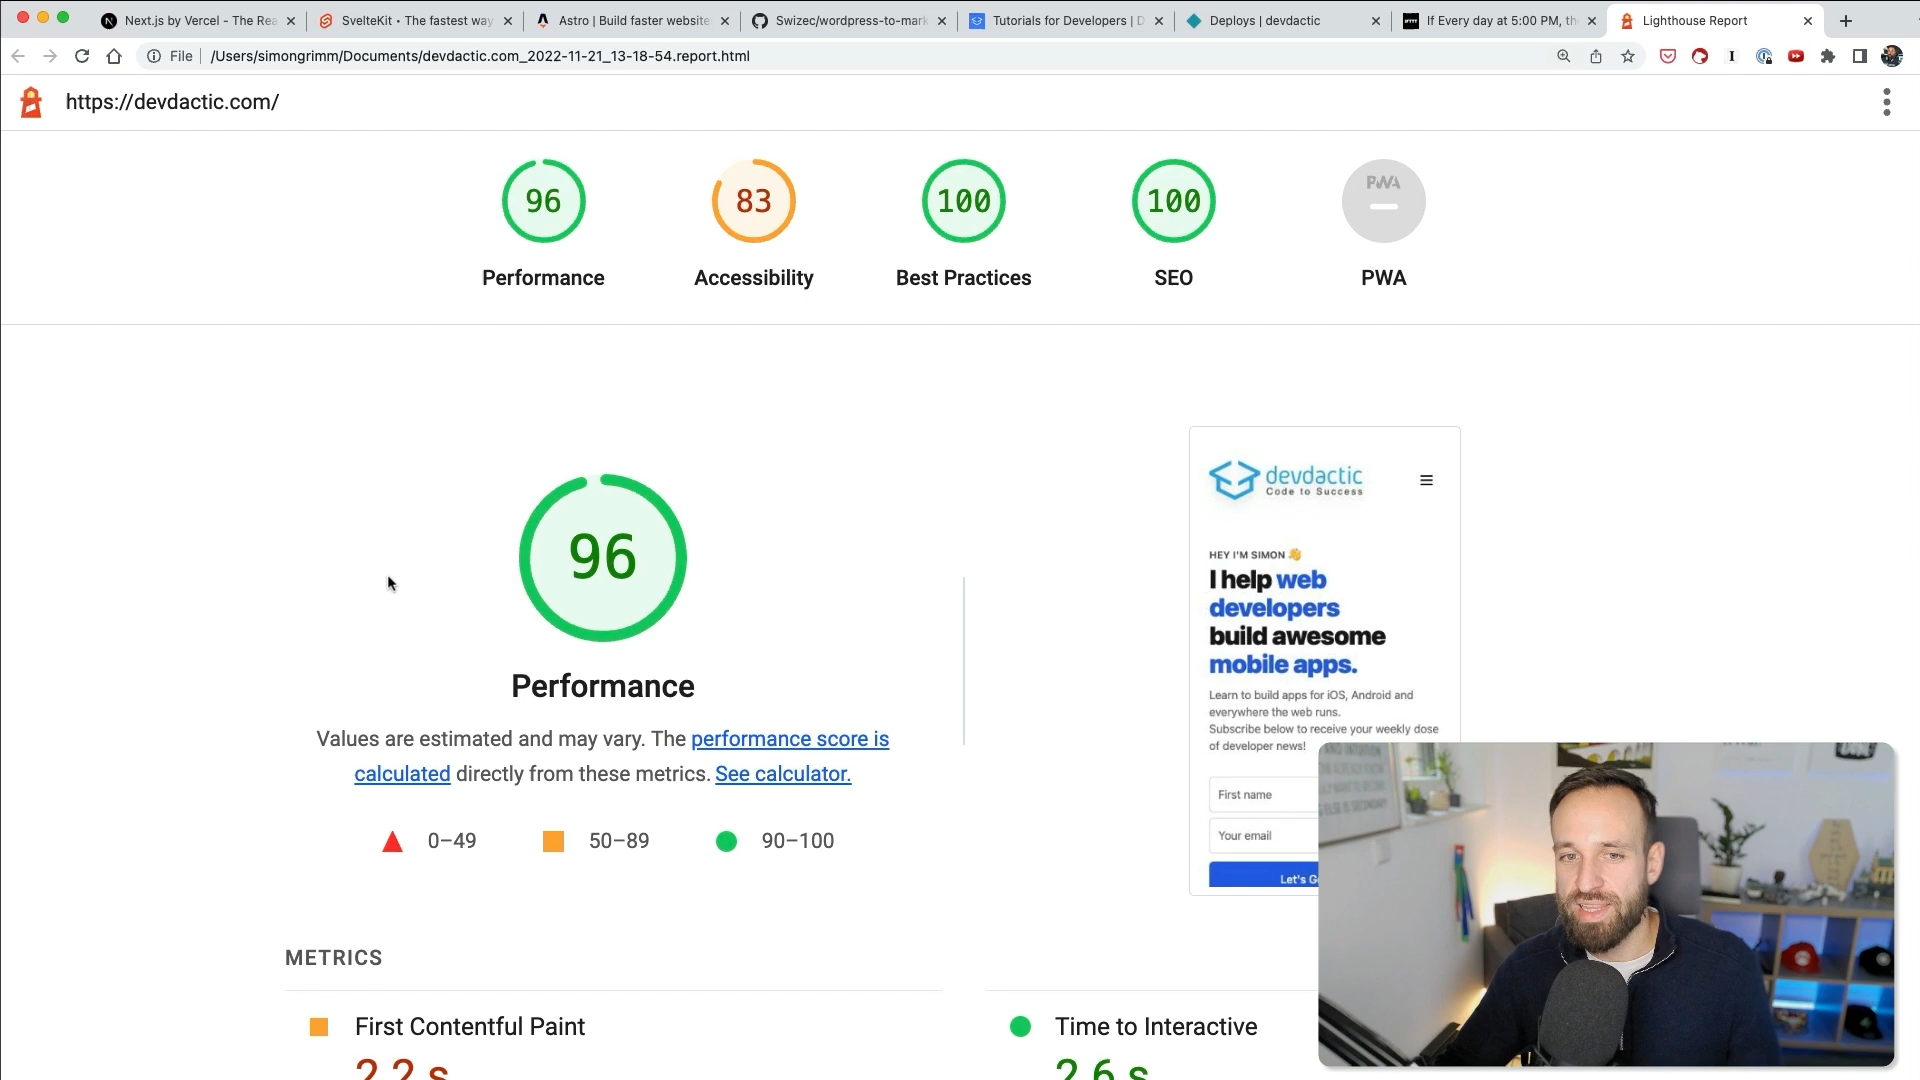 Next.js by Vercel - The Rea
SvelteKit • The fastest way
Astro | Build faster website
Swizec/wordpress-to-mark
Tutorials for Developers | D
Deploys | devdactic
If Every day at 5:00 PM, th
Lighthouse Report
File
/Users/simongrimm/Documents/devdactic.com_2022-11-21_13-18-54.report.html
https://devdactic.com/
96
83
100
100
PWA
Performance
Accessibility
Best Practices
SEO
PWA
96
Performance
Values are estimated and may vary. The performance score is
calculated directly from these metrics. See calculator.
0–49
50–89
90–100
devdactic
Code to Success
HEY I'M SIMON 👋
I help web
developers
build awesome
mobile apps.
Learn to build apps for iOS, Android and
everywhere the web runs.
Subscribe below to receive your weekly dose
of developer news!
First name
Your email
Let's G
METRICS
First Contentful Paint
2.2 s
Time to Interactive
2.6 s